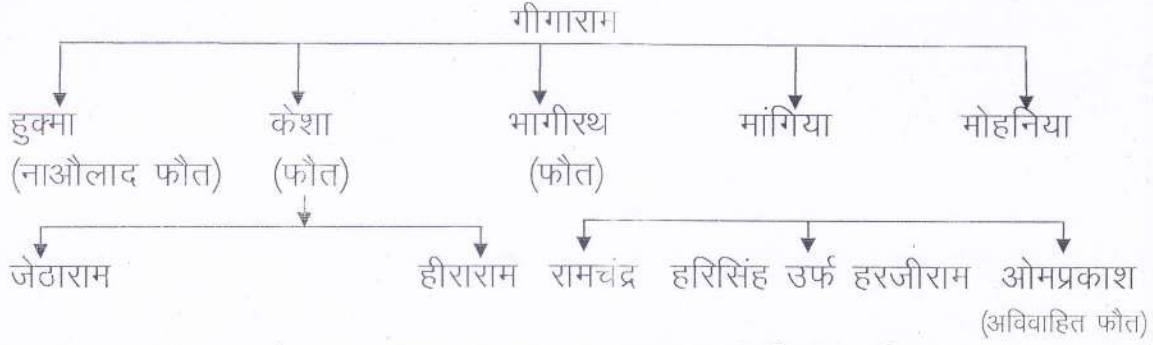 गीगाराम
हुक्मा केशा भागीरथ मांगिया मोहनिया
(नाऔलाद फौत) (फौत) (फौत)
जेठाराम हीराराम रामचंद्र हरिसिंह उर्फ हरजीराम ओमप्रकाश
(अविवाहित फौत)